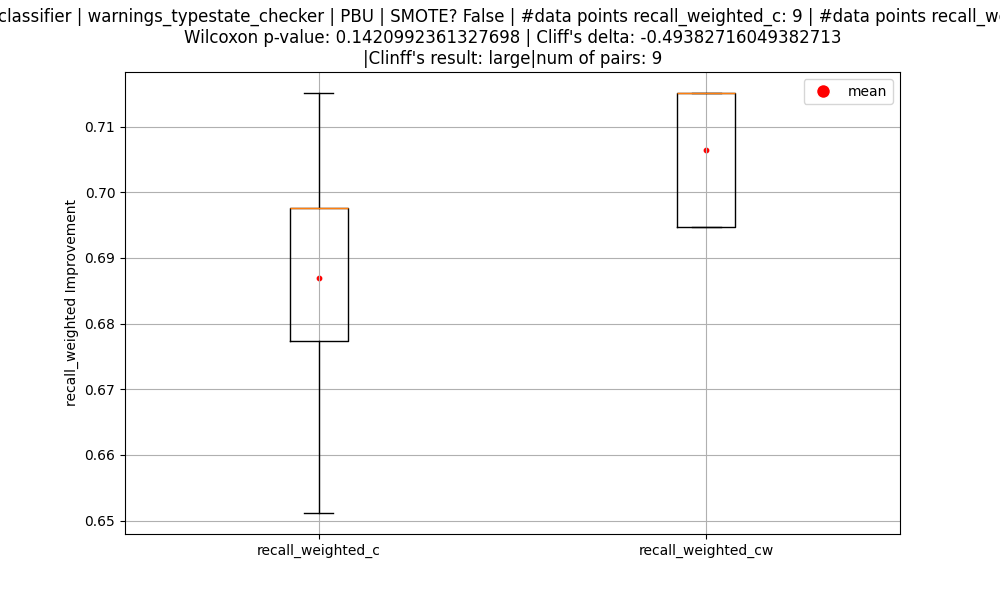 classifier | warnings_typestate_checker | PBU | SMOTE? False | #data points recall_weighted_c: 9 | #data points
Wilcoxon p-value: 0.1420992361327698 | Cliff's delta: -0.49382716049382713
|Clinff's result: large|num of pairs: 9
mean
0.71
0.70
0.69
0.68
0.67
0.66
0.65
recall_weighted Improvement
recall_weighted_c
recall_weighted_cw